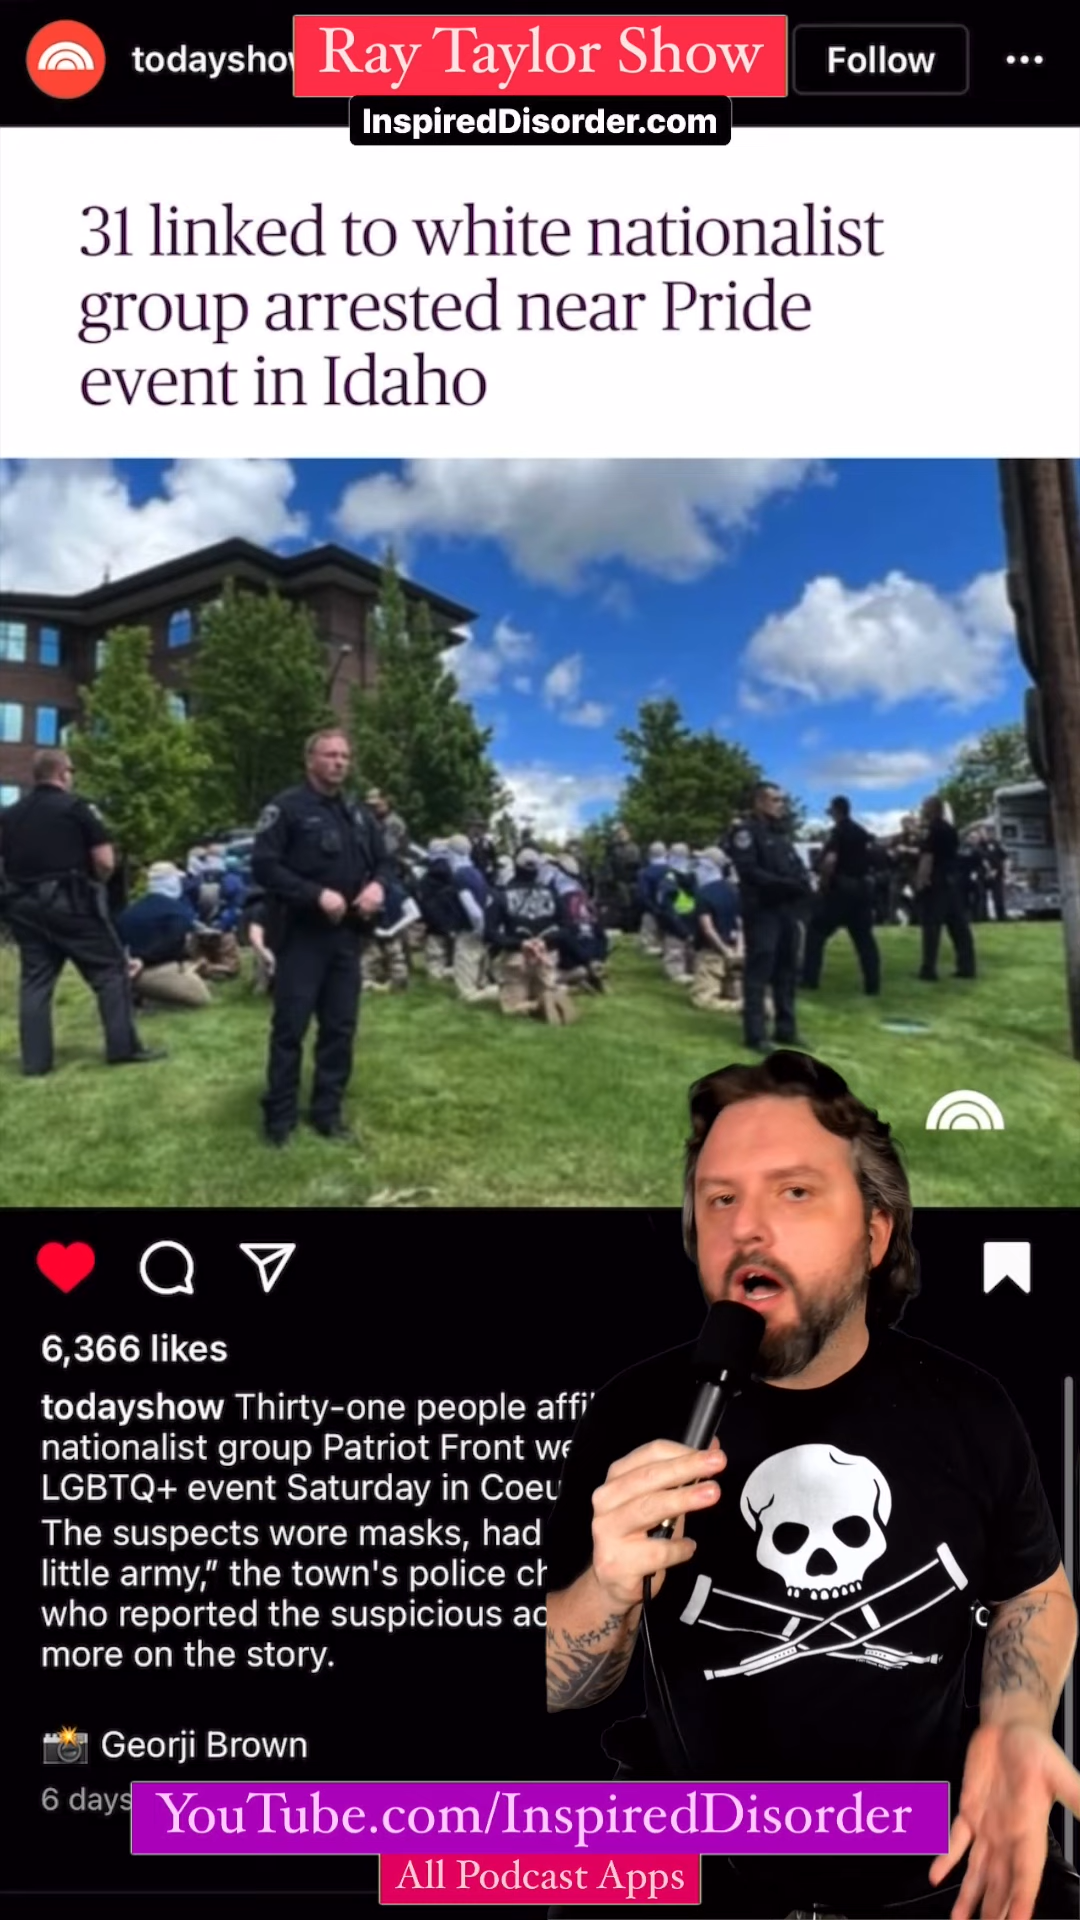 todaysho
Ray Taylor Show
Follow
InspiredDisorder.com
31 linked to white nationalist
group arrested near Pride
event in Idaho
6,366 likes
todayshow Thirty-one people affi
nationalist group Patriot Front we
LGBTQ+ event Saturday in Coeu
The suspects wore masks, had
little army,” the town's police ch
who reported the suspicious ac
more on the story.
Georji Brown
6 days
YouTube.com/InspiredDisorder
All Podcast Apps